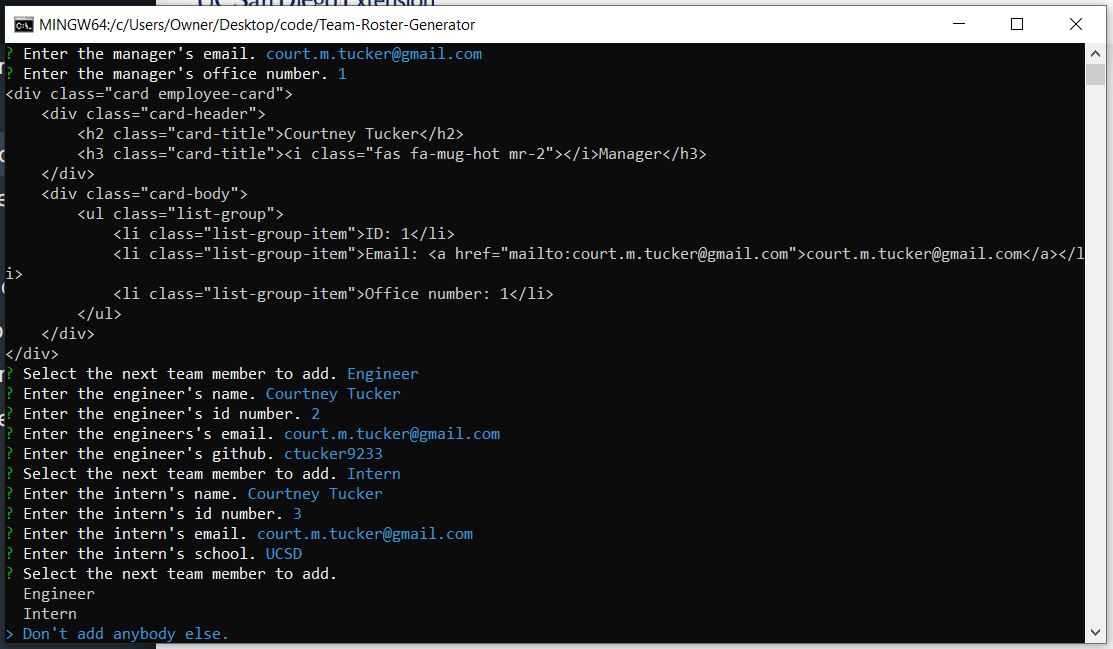 UC San Diego Extension
MINGW64:/c/Users/Owner/Desktop/code/Team-Roster-Generator
? Enter the manager's email. court.m.tucker@gmail.com
? Enter the manager's office number. 1
<div class="card employee-card">
    <div class="card-header">
        <h2 class="card-title">Courtney Tucker</h2>
        <h3 class="card-title"><i class="fas fa-mug-hot mr-2"></i>Manager</h3>
    </div>
    <div class="card-body">
        <ul class="list-group">
            <li class="list-group-item">ID: 1</li>
            <li class="list-group-item">Email: <a href="mailto:court.m.tucker@gmail.com">court.m.tucker@gmail.com</a></l
i>
            <li class="list-group-item">Office number: 1</li>
        </ul>
    </div>
</div>
? Select the next team member to add. Engineer
? Enter the engineer's name. Courtney Tucker
? Enter the engineer's id number. 2
? Enter the engineers's email. court.m.tucker@gmail.com
? Enter the engineer's github. ctucker9233
? Select the next team member to add. Intern
? Enter the intern's name. Courtney Tucker
? Enter the intern's id number. 3
? Enter the intern's email. court.m.tucker@gmail.com
? Enter the intern's school. UCSD
? Select the next team member to add.
  Engineer
  Intern
> Don't add anybody else.